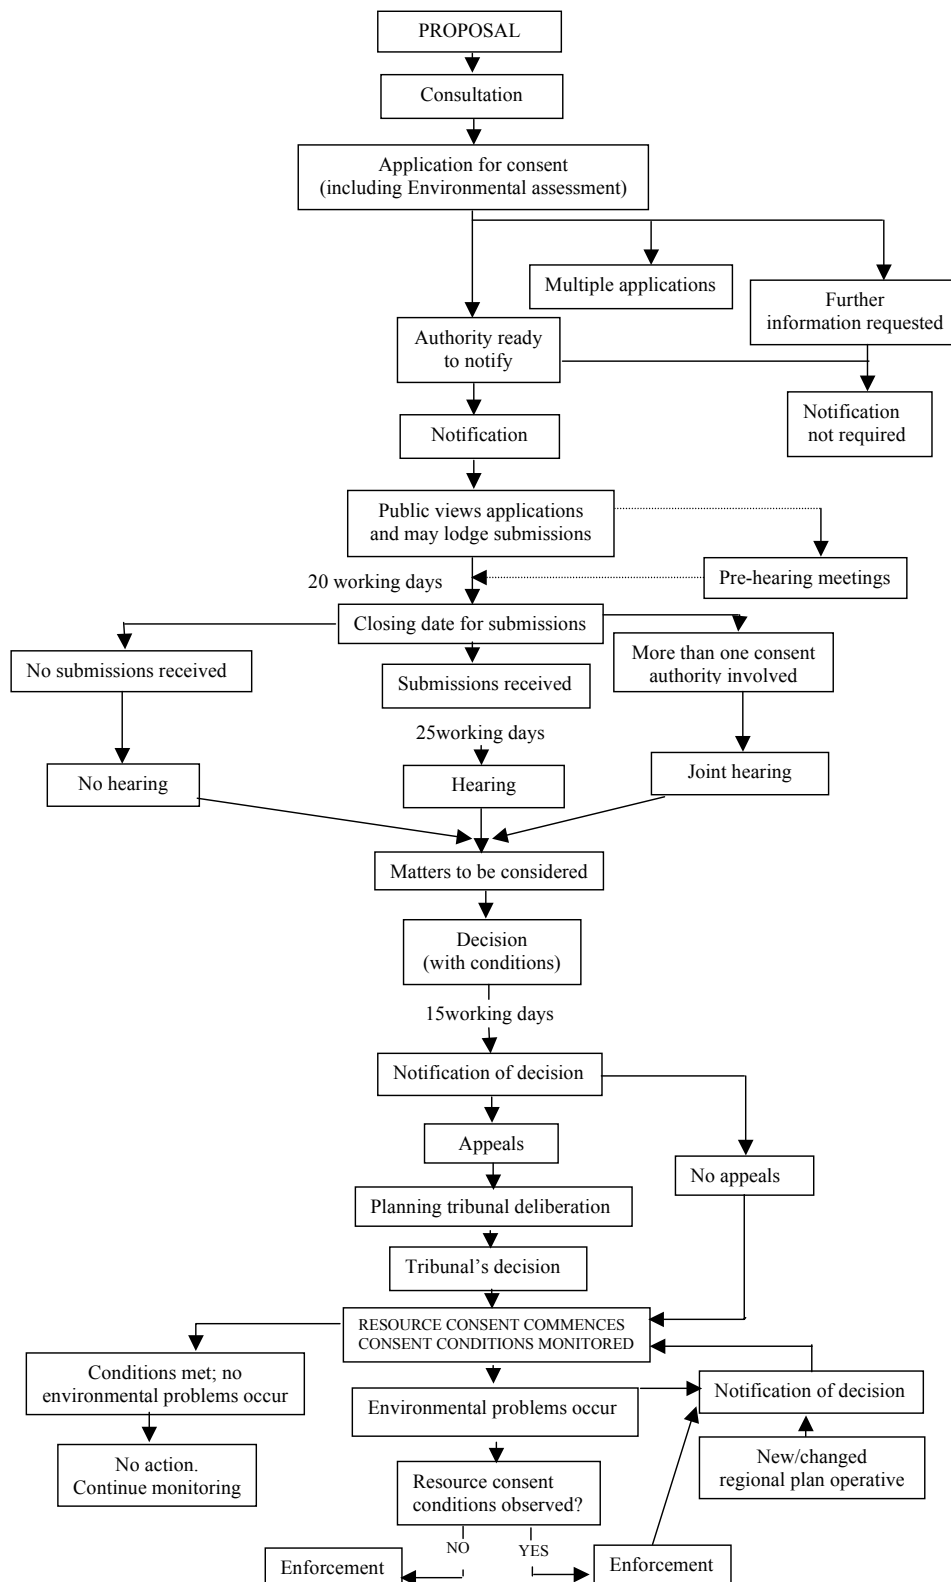 PROPOSAL
Consultation
Application for consent
(including Environmental assessment)
Multiple applications
Further
information requested
Authority ready
to notify
Notification
not required
Notification
Public views applications
and may lodge submissions
Pre-hearing meetings
20 working days
Closing date for submissions
No submissions received
Submissions received
More than one consent
authority involved
25working days
No hearing
Hearing
Joint hearing
Matters to be considered
Decision
(with conditions)
15working days
Notification of decision
Appeals
No appeals
Planning tribunal deliberation
Tribunal’s decision
RESOURCE CONSENT COMMENCES
CONSENT CONDITIONS MONITORED
Conditions met; no
environmental problems occur
Environmental problems occur
Notification of decision
No action.
Continue monitoring
New/changed
regional plan operative
Resource consent
conditions observed?
NO
YES
Enforcement
Enforcement